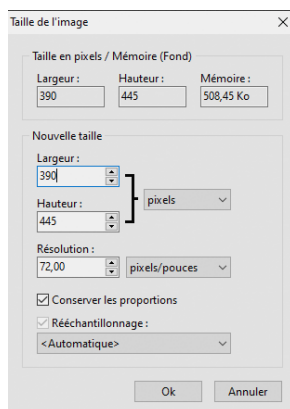 Taille de l'image
Taille en pixels / Mémoire (Fond)
Largeur : Hauteur : Mémoire :
390 445 508,45 Ko
Nouvelle taille
Largeur :
390
pixels
Hauteur :
445
Résolution :
72,00 pixels/pouces
Conserver les proportions
Rééchantillonnage :
<Automatique>
Ok Annuler